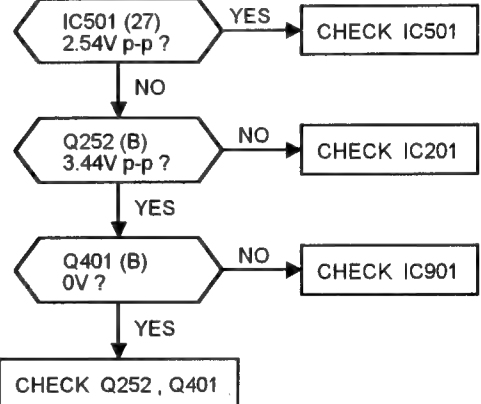 IC501 (27)
2.54V p-p ?
YES
CHECK IC501
NO
Q252 (B)
3.44V p-p ?
NO
CHECK IC201
YES
Q401 (B)
0V ?
NO
CHECK IC901
YES
CHECK Q252 , Q401